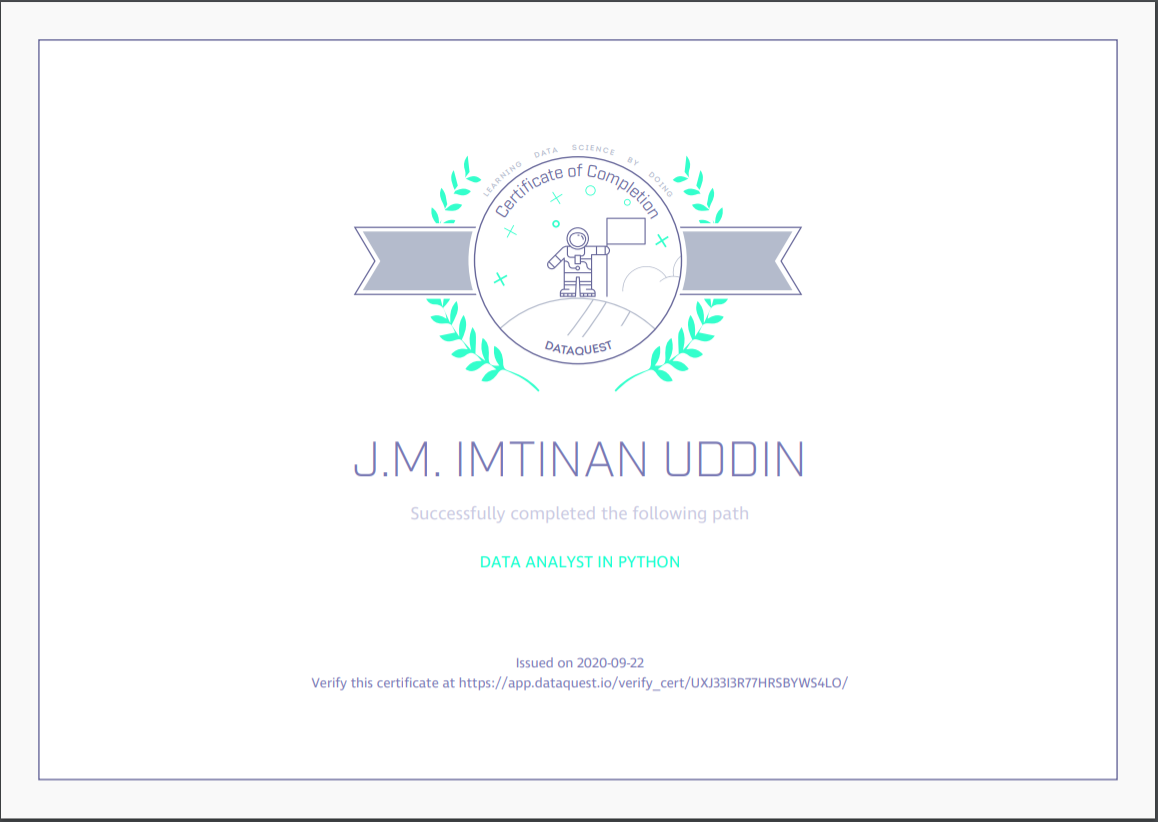 LEARNING DATA SCIENCE BY DOING
Certificate of Completion
DATAQUEST
J.M. IMTINAN UDDIN
Successfully completed the following path
DATA ANALYST IN PYTHON
Issued on 2020-09-22
Verify this certificate at https://app.dataquest.io/verify_cert/UXJ33I3R77HRSBYWS4LO/